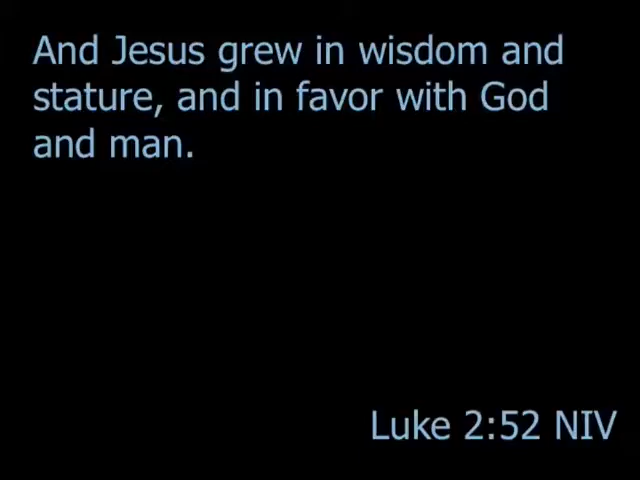 And Jesus grew in wisdom and
stature, and in favor with God
and man.
Luke 2:52 NIV